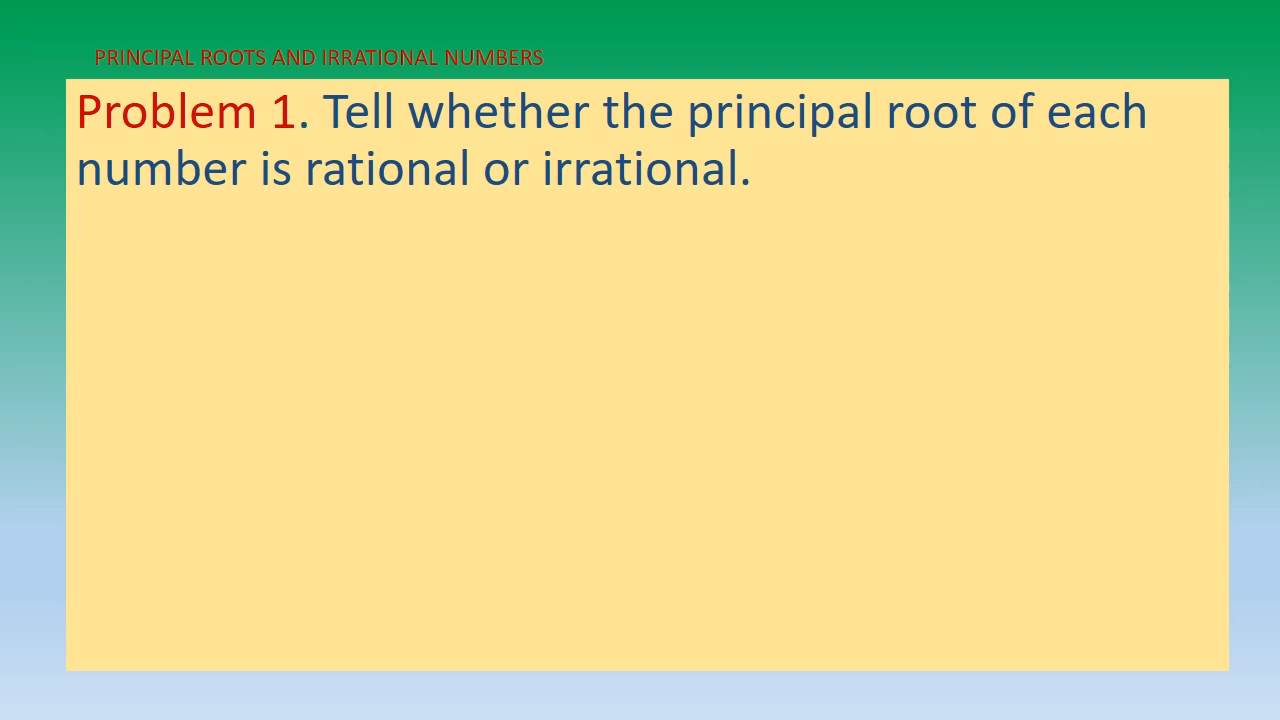 PRINCIPAL ROOTS AND IRRATIONAL NUMBERS
Problem 1. Tell whether the principal root of each
number is rational or irrational.